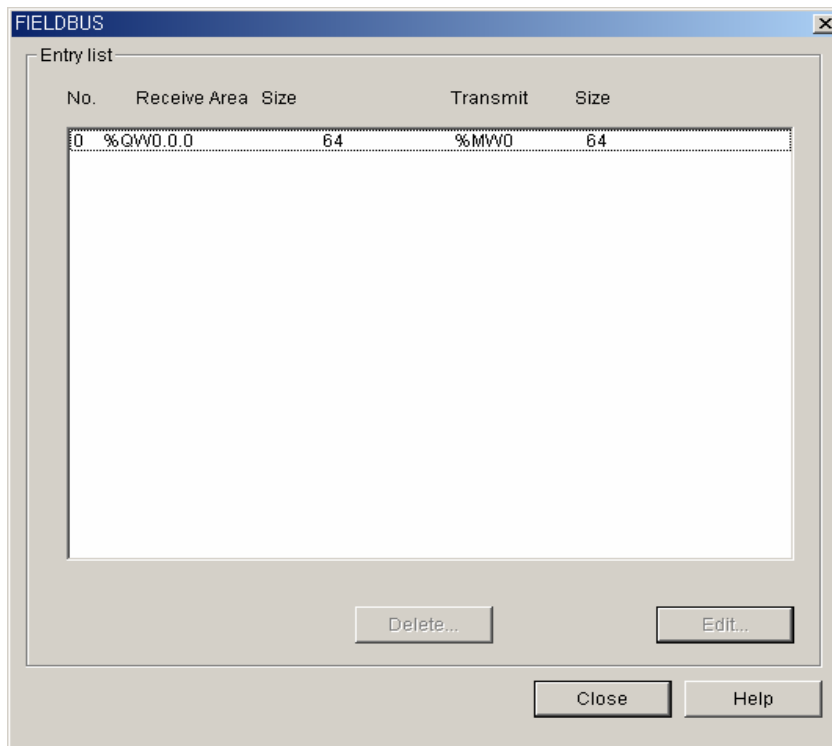 FIELDBUS
Entry list
No. Receive Area Size Transmit Size
0 %QW0.0.0 64 %MW0 64
Delete... Edit...
Close Help